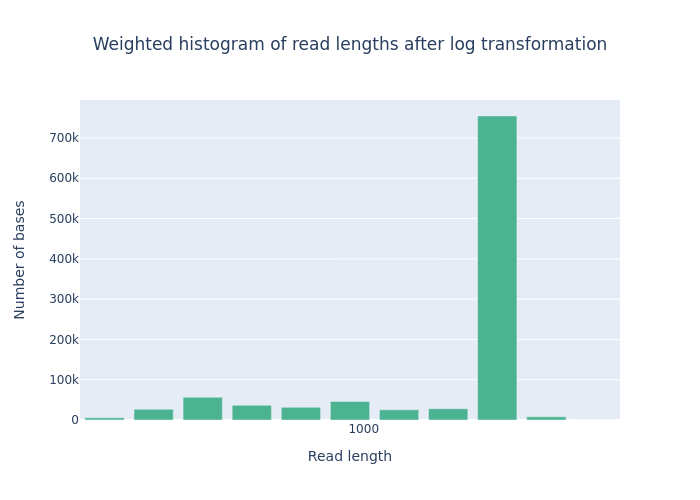 Weighted histogram of read lengths after log transformation
Number of bases
700k
600k
500k
400k
300k
200k
100k
0
1000
Read length